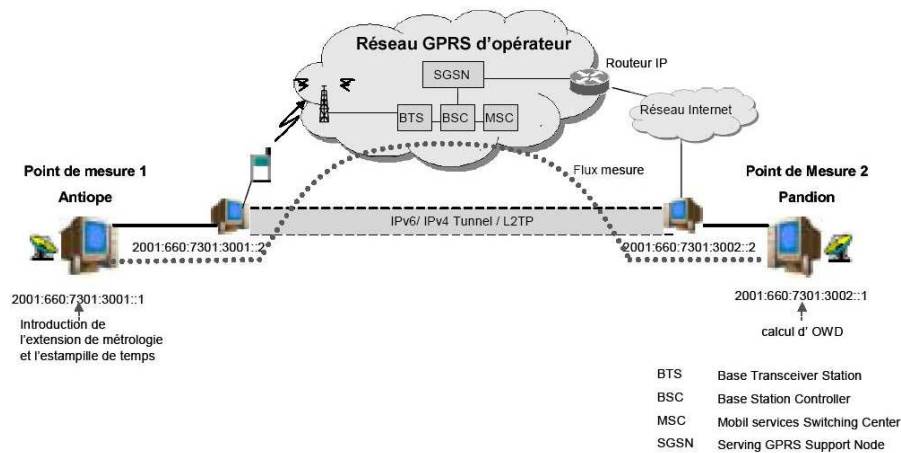 Réseau GPRS d'opérateur
SGSN
Routeur IP
BTS
BSC
MSC
Réseau Internet
Point de mesure 1
Antiope
Flux mesure
Point de Mesure 2
Pandion
IPv6/ IPv4 Tunnel / L2TP
2001:660:7301:3001::2
2001:660:7301:3002::2
2001:660:7301:3001::1
2001:660:7301:3002::1
Introduction de
l'extension de métrologie
et l'estampille de temps
calcul d' OWD
BTS Base Transceiver Station
BSC Base Station Controller
MSC Mobil services Switching Center
SGSN Serving GPRS Support Node